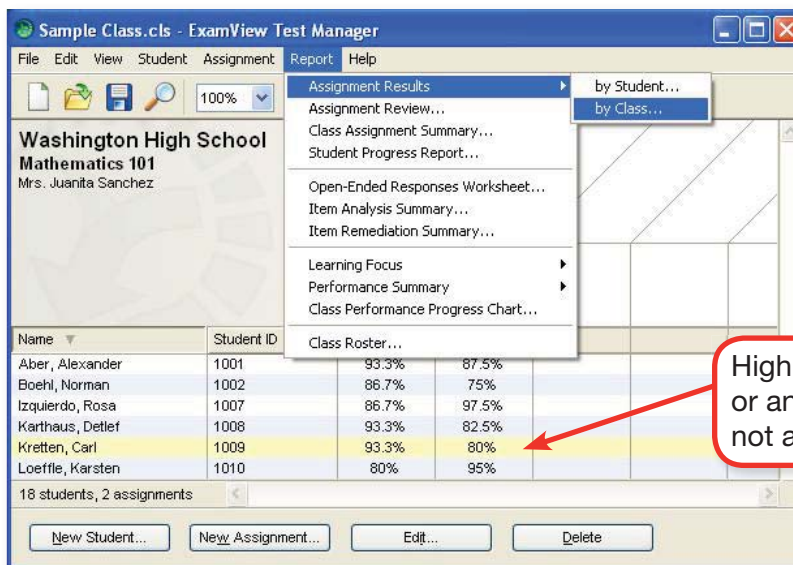 Sample Class.cls - ExamView Test Manager
File Edit View Student Assignment Report Help
100%
Assignment Results
Assignment Review...
Class Assignment Summary...
Student Progress Report...
Open-Ended Responses Worksheet...
Item Analysis Summary...
Item Remediation Summary...
Learning Focus
Performance Summary
Class Performance Progress Chart...
Class Roster...
by Student...
by Class...
Washington High School
Mathematics 101
Mrs. Juanita Sanchez
Name Student ID
Aber, Alexander 1001 93.3% 87.5%
Boehl, Norman 1002 86.7% 75%
Izquierdo, Rosa 1007 86.7% 97.5%
Karthaus, Detlef 1008 93.3% 82.5%
Kretten, Carl 1009 93.3% 80%
Loeffle, Karsten 1010 80% 95%
High
or an
not a
18 students, 2 assignments
New Student... New Assignment... Edit... Delete